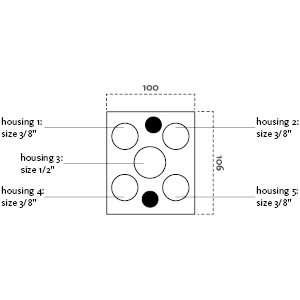 100
housing 1:
size 3/8"
housing 2:
size 3/8"
housing 3:
size 1/2"
106
housing 4:
size 3/8"
housing 5:
size 3/8"